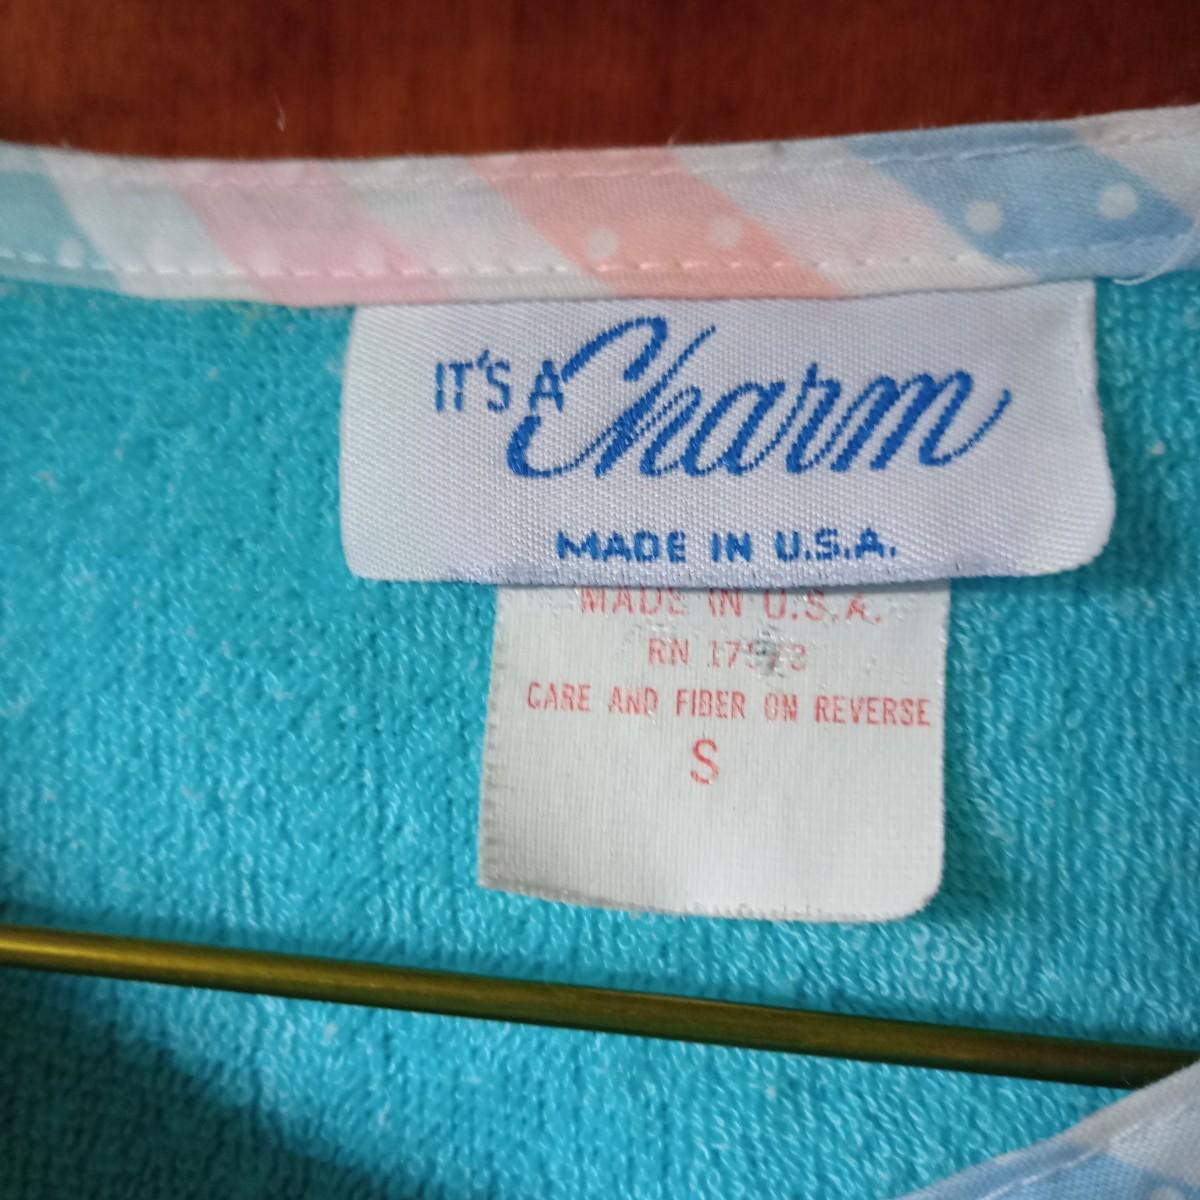 IT'S A Charm
MADE IN U.S.A.
MADE IN U.S.A.
RN
CARE AND FIBER ON REVERSE
S